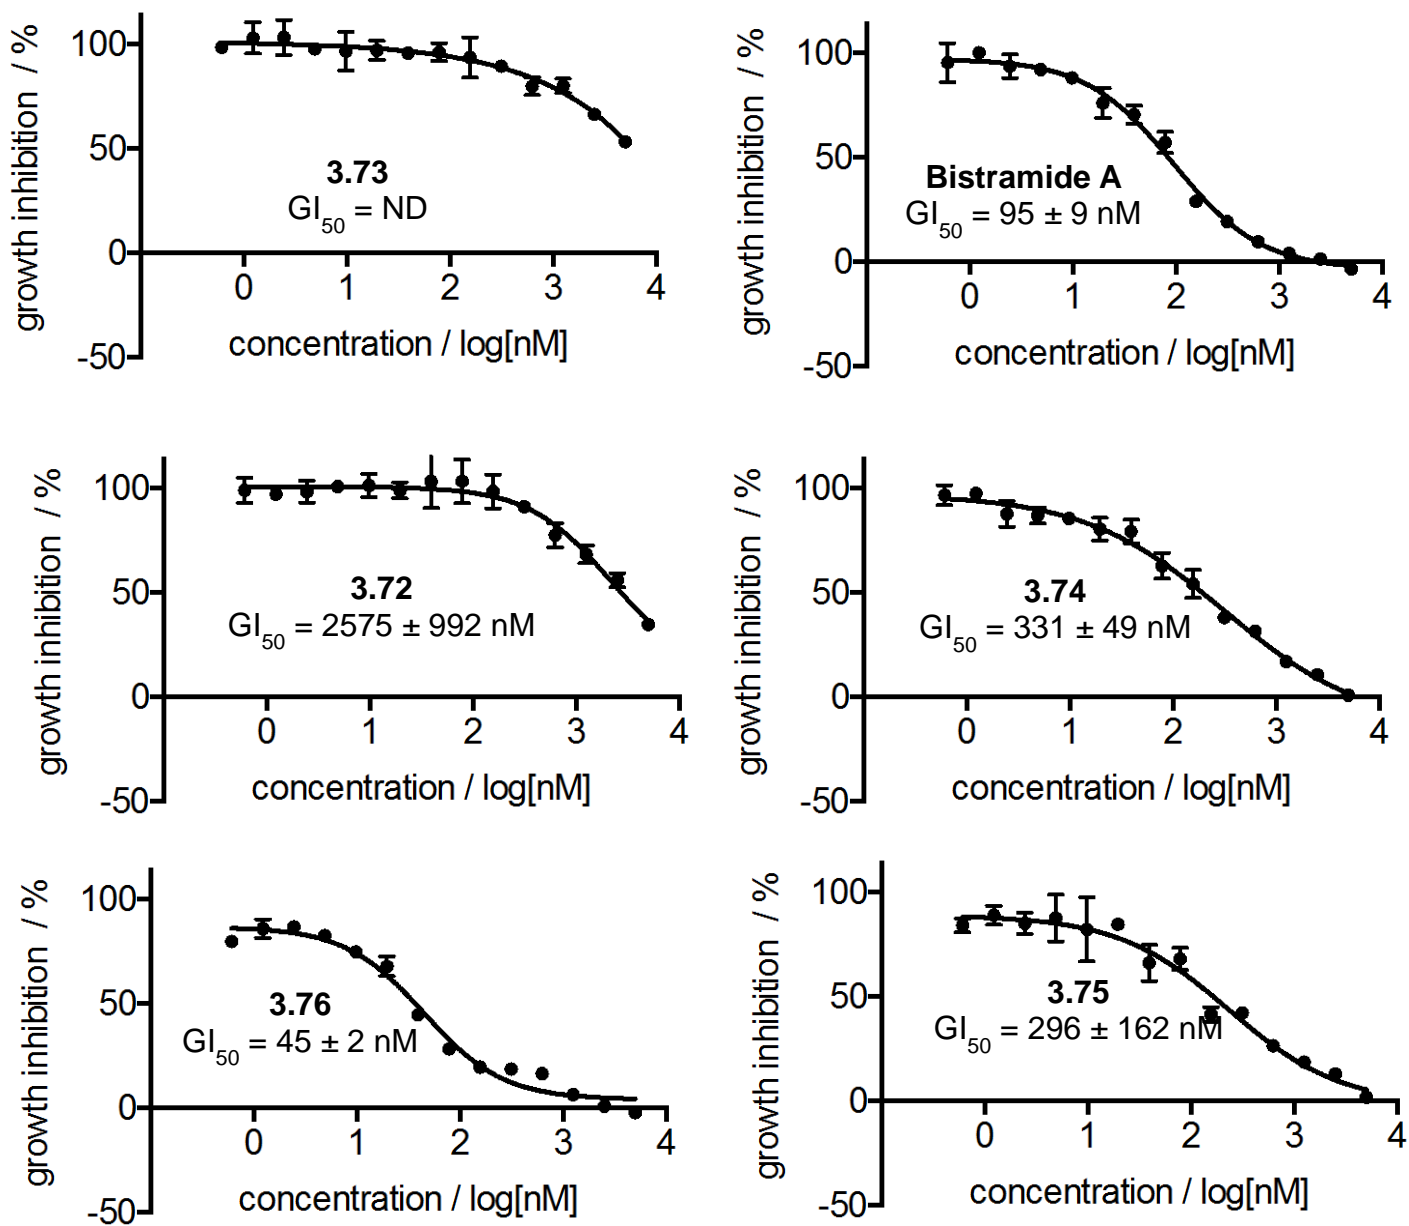 growth inhibition / %
100
50
0
-50
3.73
GI50 = ND
0 1 2 3 4
concentration / log[nM]
growth inhibition / %
100
50
0
-50
Bistramide A
GI50 = 95 ± 9 nM
0 1 2 3 4
concentration / log[nM]
growth inhibition / %
100
50
0
-50
3.72
GI50 = 2575 ± 992 nM
0 1 2 3 4
concentration / log[nM]
growth inhibition / %
100
50
0
-50
3.74
GI50 = 331 ± 49 nM
0 1 2 3 4
concentration / log[nM]
growth inhibition / %
100
50
0
-50
3.76
GI50 = 45 ± 2 nM
0 1 2 3 4
concentration / log[nM]
growth inhibition / %
100
50
0
-50
3.75
GI50 = 296 ± 162 nM
0 1 2 3 4
concentration / log[nM]